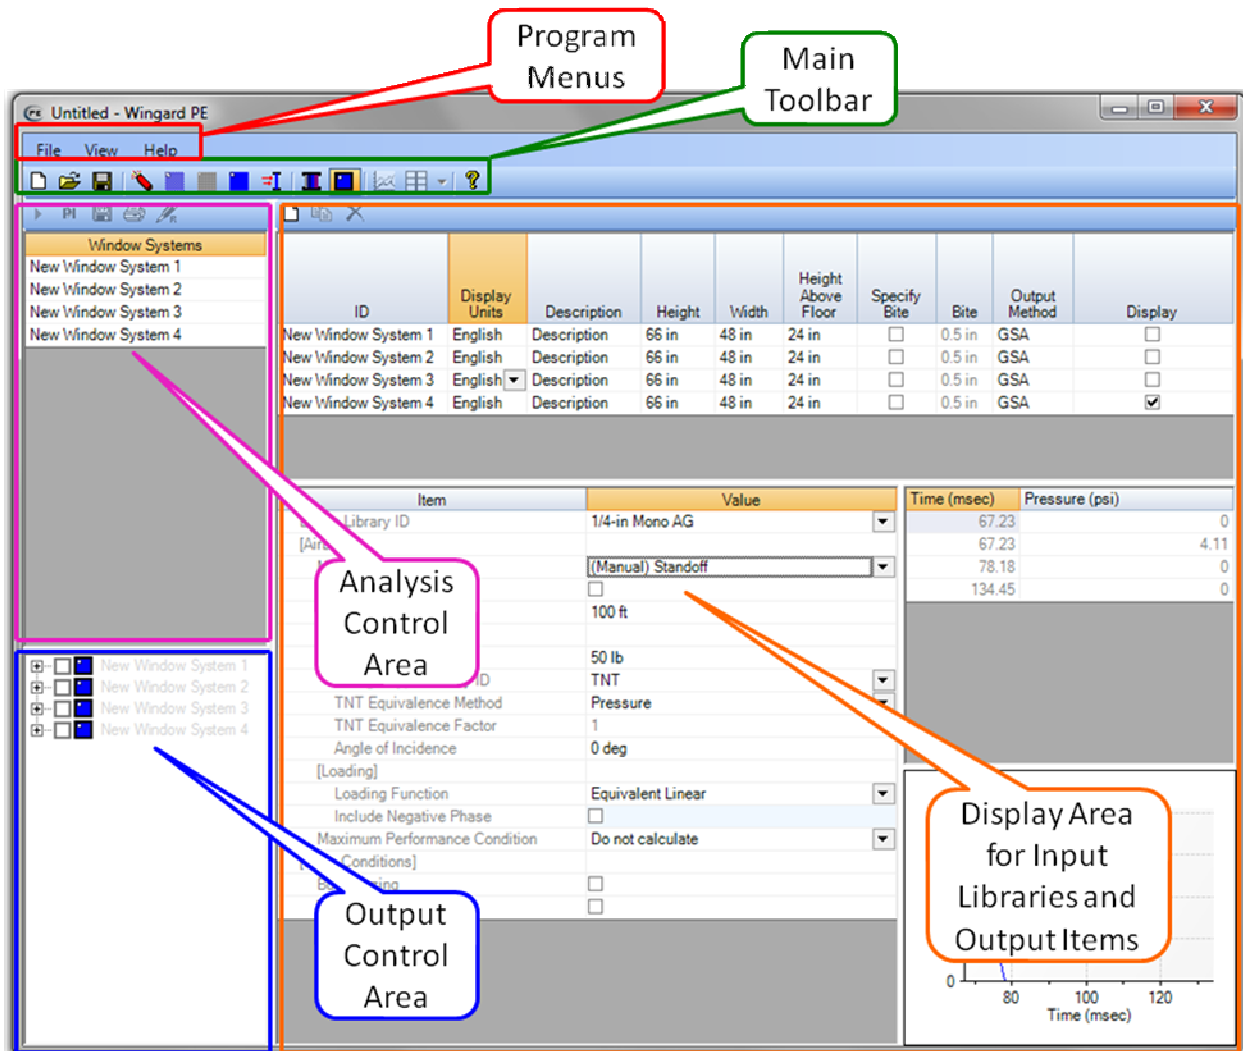 Program
Menus
Main
Toolbar
Untitled - Wingard PE
File View Help
PI
Window Systems
New Window System 1
New Window System 2
New Window System 3
New Window System 4
ID Display Units Description Height Width Height Above Floor Specify Bite Bite Output Method Display
New Window System 1 English Description 66 in 48 in 24 in 0.5 in GSA
New Window System 2 English Description 66 in 48 in 24 in 0.5 in GSA
New Window System 3 English Description 66 in 48 in 24 in 0.5 in GSA
New Window System 4 English Description 66 in 48 in 24 in 0.5 in GSA
Item Value
Library ID 1/4-in Mono AG
(Manual) Standoff
100 ft
50 lb
ID TNT
TNT Equivalence Method Pressure
TNT Equivalence Factor 1
Angle of Incidence 0 deg
[Loading]
Loading Function Equivalent Linear
Include Negative Phase
Maximum Performance Condition Do not calculate
Conditions]
Time (msec) Pressure (psi)
67.23 0
67.23 4.11
78.18 0
134.45 0
Analysis
Control
Area
New Window System 1
New Window System 2
New Window System 3
New Window System 4
Output
Control
Area
Display Area
for Input
Libraries and
Output Items
0
80 100 120
Time (msec)